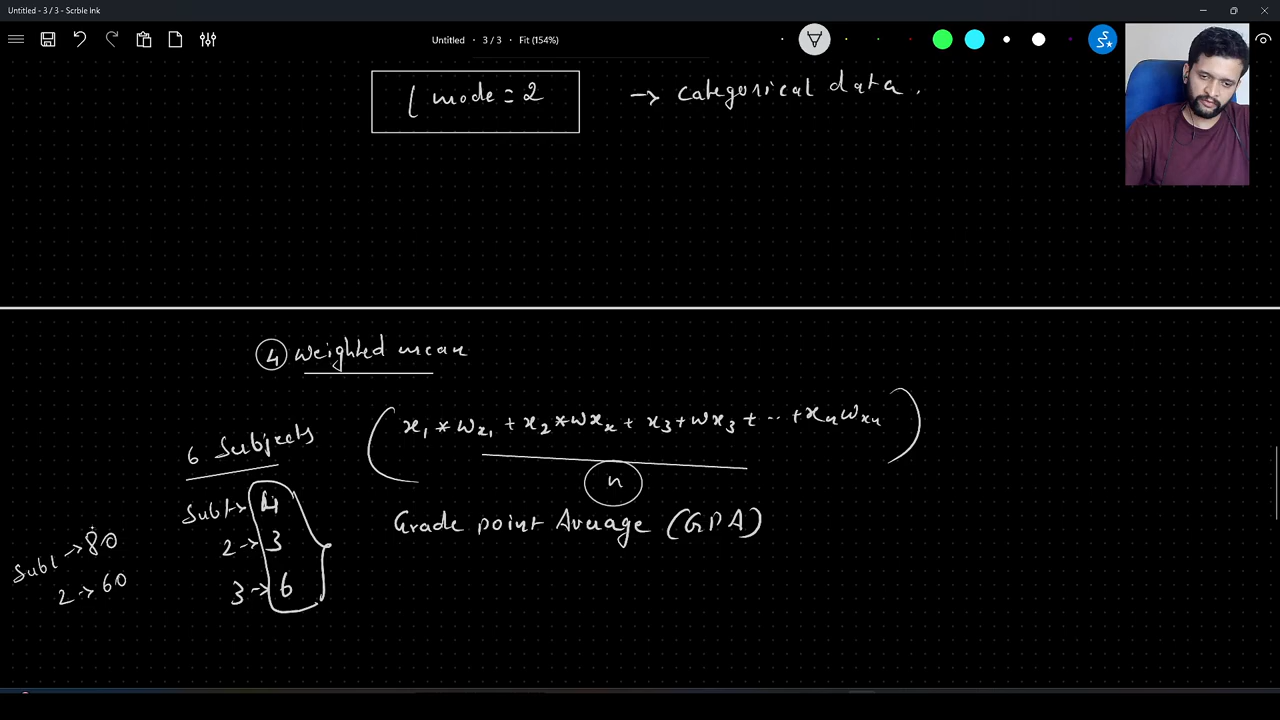 Untitled - 3 / 3 - Scrble Ink
Untitled • 3 / 3 • Fit (154%)
mode = 2 → categorical data .
④ Weighted mean
x₁ * wx₁ + x₂ * wxₓ + x₃ + wx₃ + ... + xₙ wxₙ
n
6 Subjects
Sub1 → 4
2 → 3
3 → 6
Grade point Average (GPA)
Sub1 → 80
2 → 60